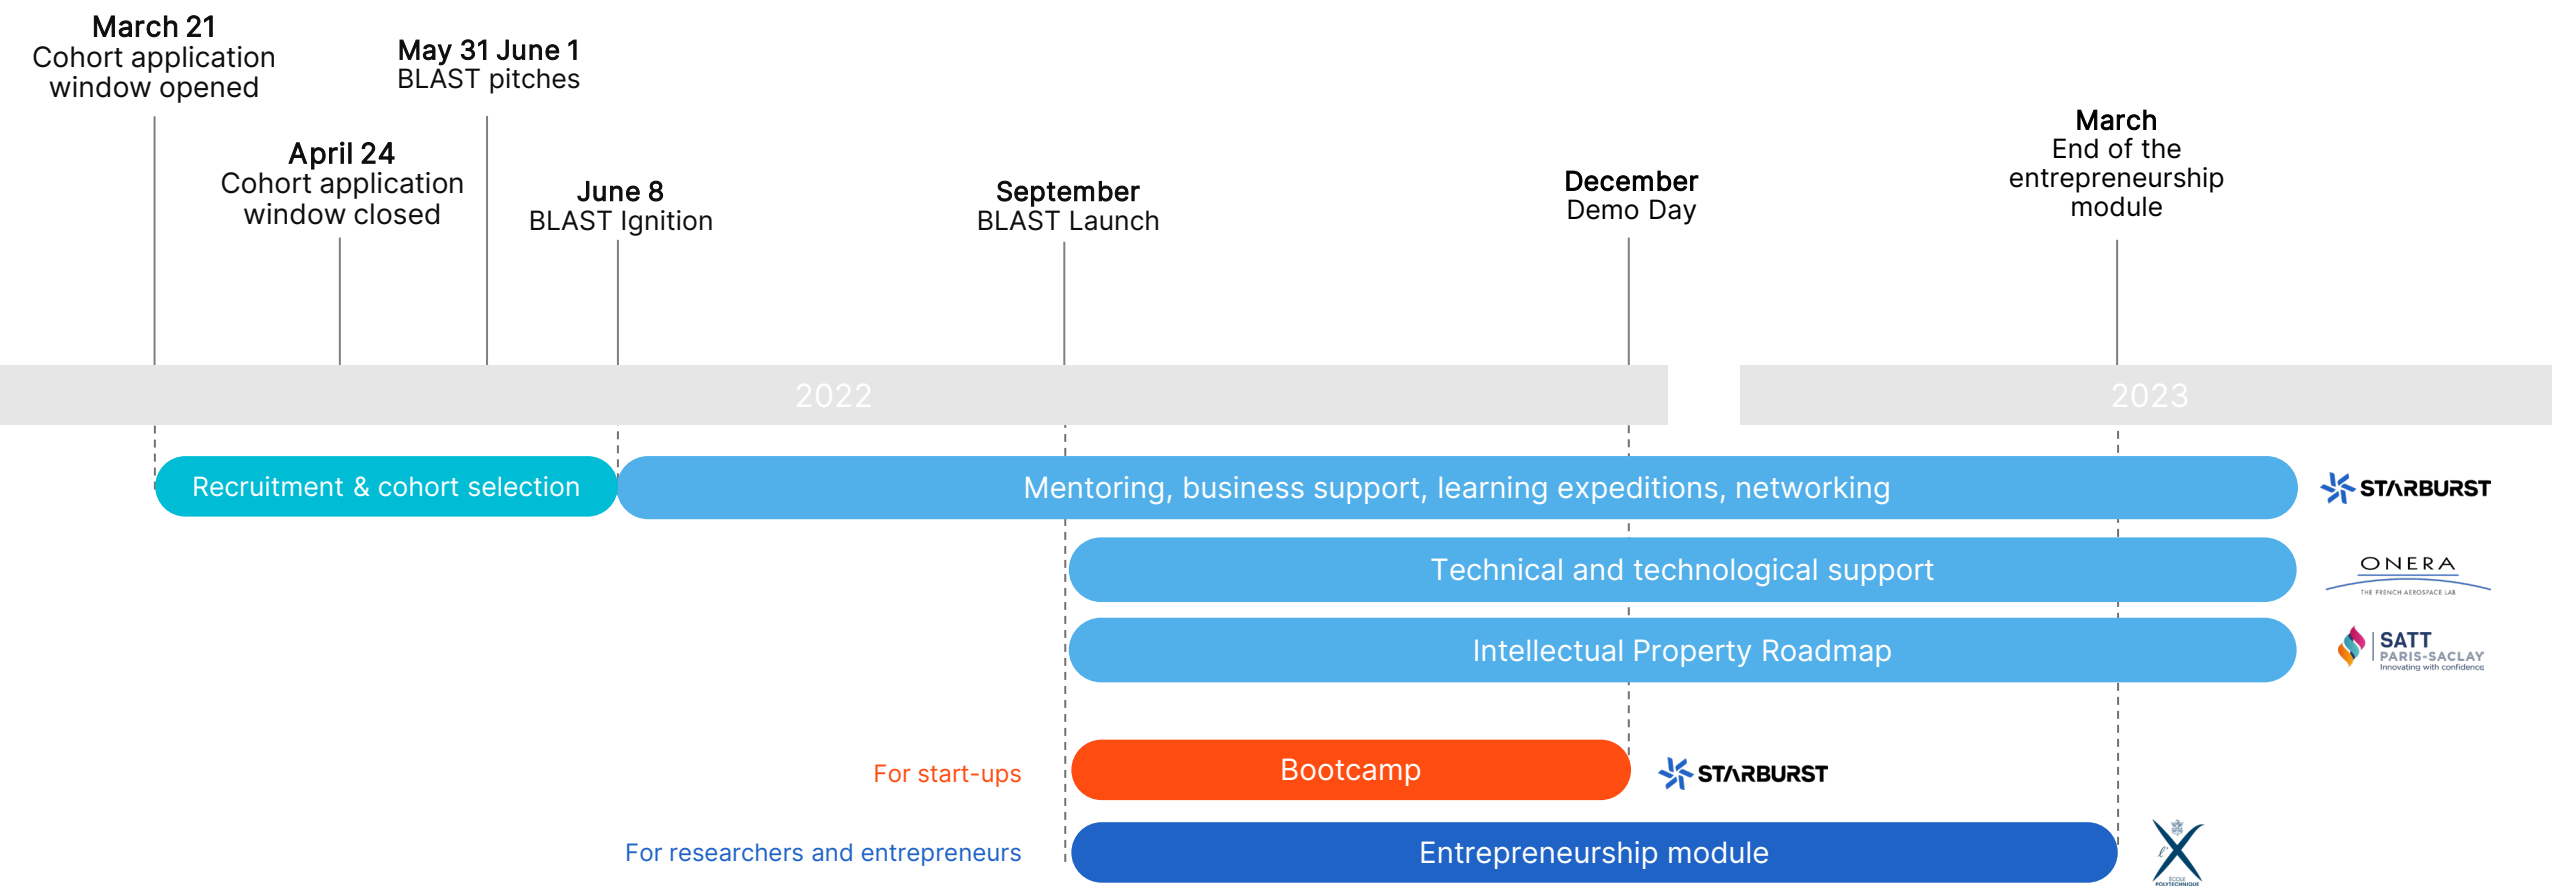 March 21
Cohort application
window opened
May 31 June 1
BLAST pitches
April 24
Cohort application
window closed
June 8
BLAST Ignition
September
BLAST Launch
December
Demo Day
March
End of the
entrepreneurship
module
2022
2023
Recruitment & cohort selection
Mentoring, business support, learning expeditions, networking
STARBURST
Technical and technological support
ONERA
THE FRENCH AEROSPACE LAB
Intellectual Property Roadmap
SATT
PARIS-SACLAY
Innovating with confidence
For start-ups
Bootcamp
STARBURST
For researchers and entrepreneurs
Entrepreneurship module
l'X
ÉCOLE
POLYTECHNIQUE